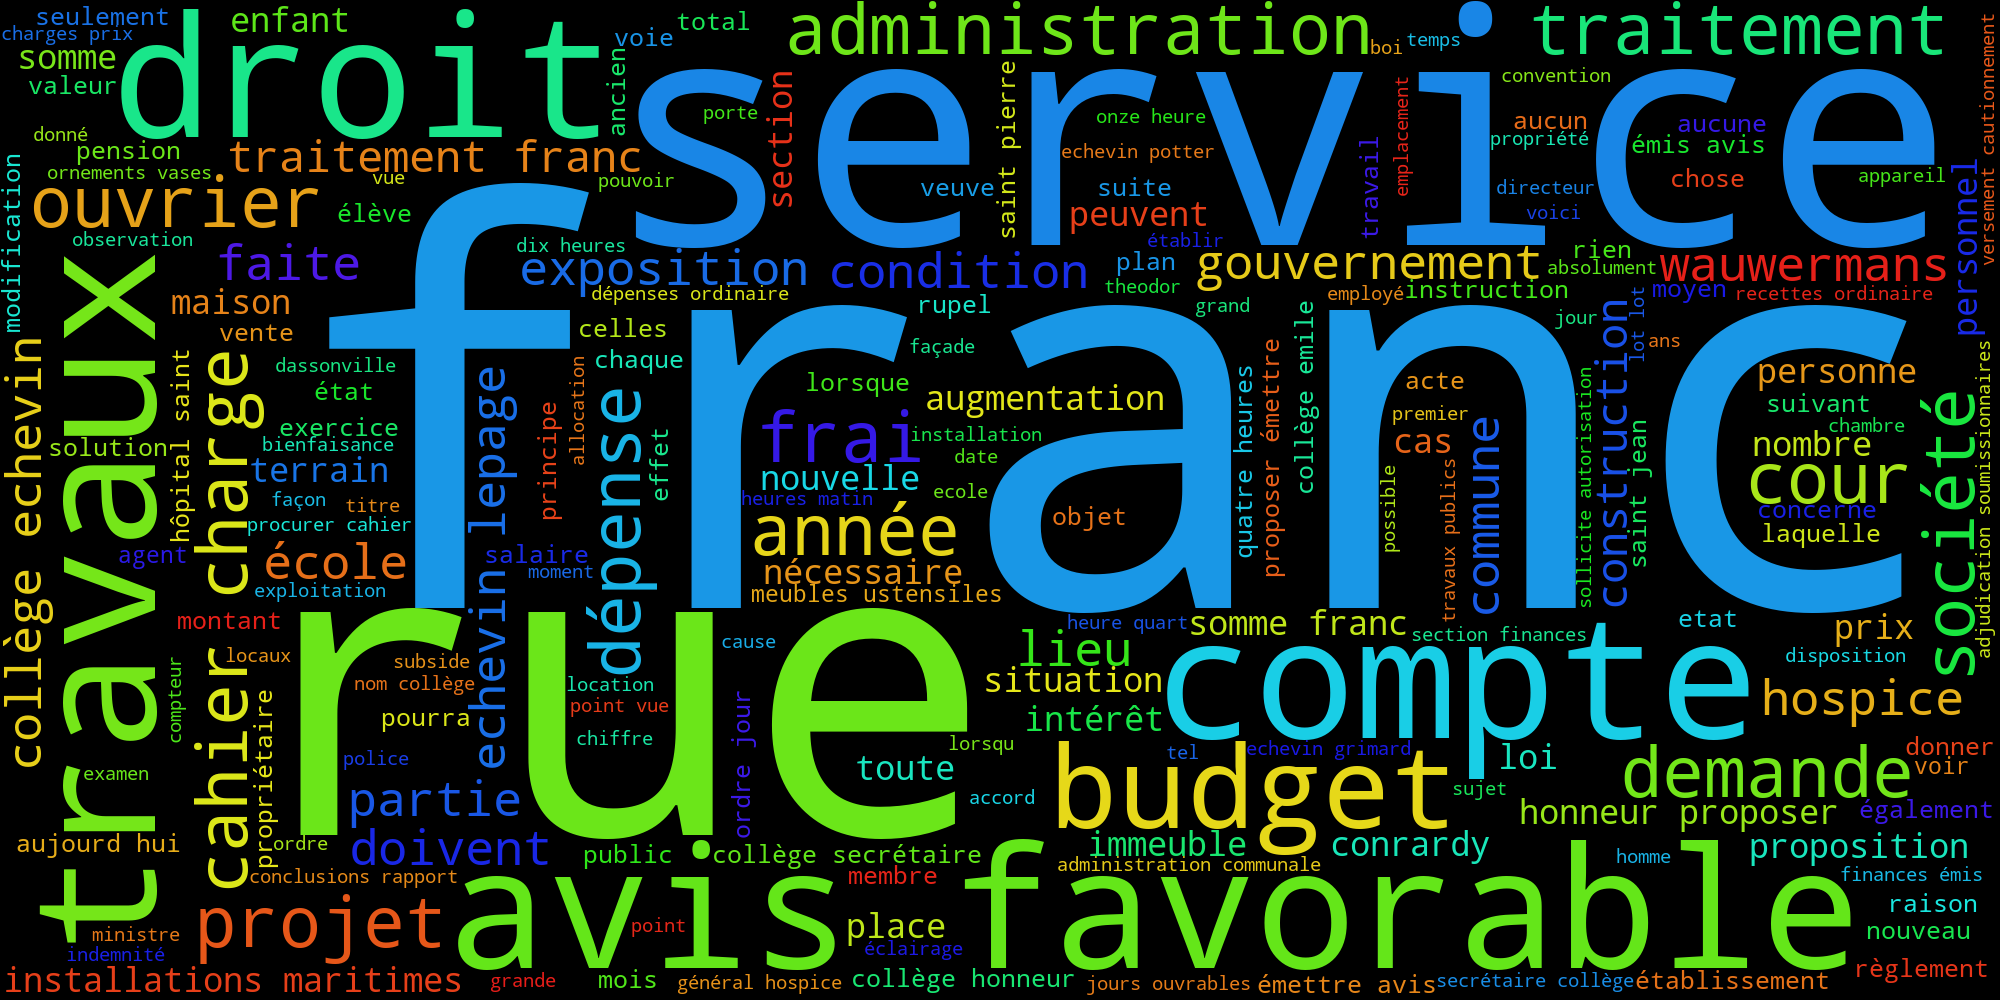 seulement
enfant
administration
traitement
charges prix
droit
voie
total
boi
temps
somme
service
valeur
ancien
section
saint pierre
convention
versement cautionnement
donné
porte
onze heure
emplacement
aucun
aucune
pension
traitement franc
echevin potter
travail
propriété
émis avis
ornements vases
vue
pouvoir
veuve
suite
directeur
chose
appareil
modification
ouvrier
élève
peuvent
voici
personnel
observation
faite
dix heures
établir
rien
exposition
condition
plan
gouvernement
absolument
wauwermans
maison
dépenses ordinaire
rupel
theodor
grand
employé
instruction
moyen
recettes ordinaire
vente
celles
franc
jour
lot lot
ans
travaux
collège echevin
hôpital saint
cahier charge
dassonville
echevin lepage
chaque
façade
collège emile
construction
état
allocation
lorsque
augmentation
proposer émettre
quatre heures
acte
personne
suivant
adjudication soumissionnaires
exercice
principe
dépense
frai
premier
chambre
solution
bienfaisance
effet
installation
cas
commune
sollicite autorisation
saint jean
nombre
société
terrain
nouvelle
date
possible
travaux publics
cour
façon
titre
heures matin
ecole
concerne
procurer cahier
année
objet
laquelle
agent
école
salaire
moment
nécessaire
exploitation
meubles ustensiles
montant
rue
cause
lieu
heure quart
somme franc
section finances
etat
prix
locaux
subside
compteur
propriétaire
nom collège
location
situation
compte
disposition
point vue
hospice
pourra
intérêt
chiffre
ordre jour
lorsqu
tel
echevin grimard
loi
donner
examen
police
toute
budget
demande
voir
partie
accord
sujet
honneur proposer
également
aujourd hui
ordre
doivent
public
collège secrétaire
immeuble
conrardy
proposition
conclusions rapport
membre
administration communale
homme
finances émis
projet
avis favorable
raison
ministre
point
place
nouveau
indemnité
éclairage
installations maritimes
grande
mois
général hospice
collège honneur
jours ouvrables
émettre avis
secrétaire collège
établissement
règlement